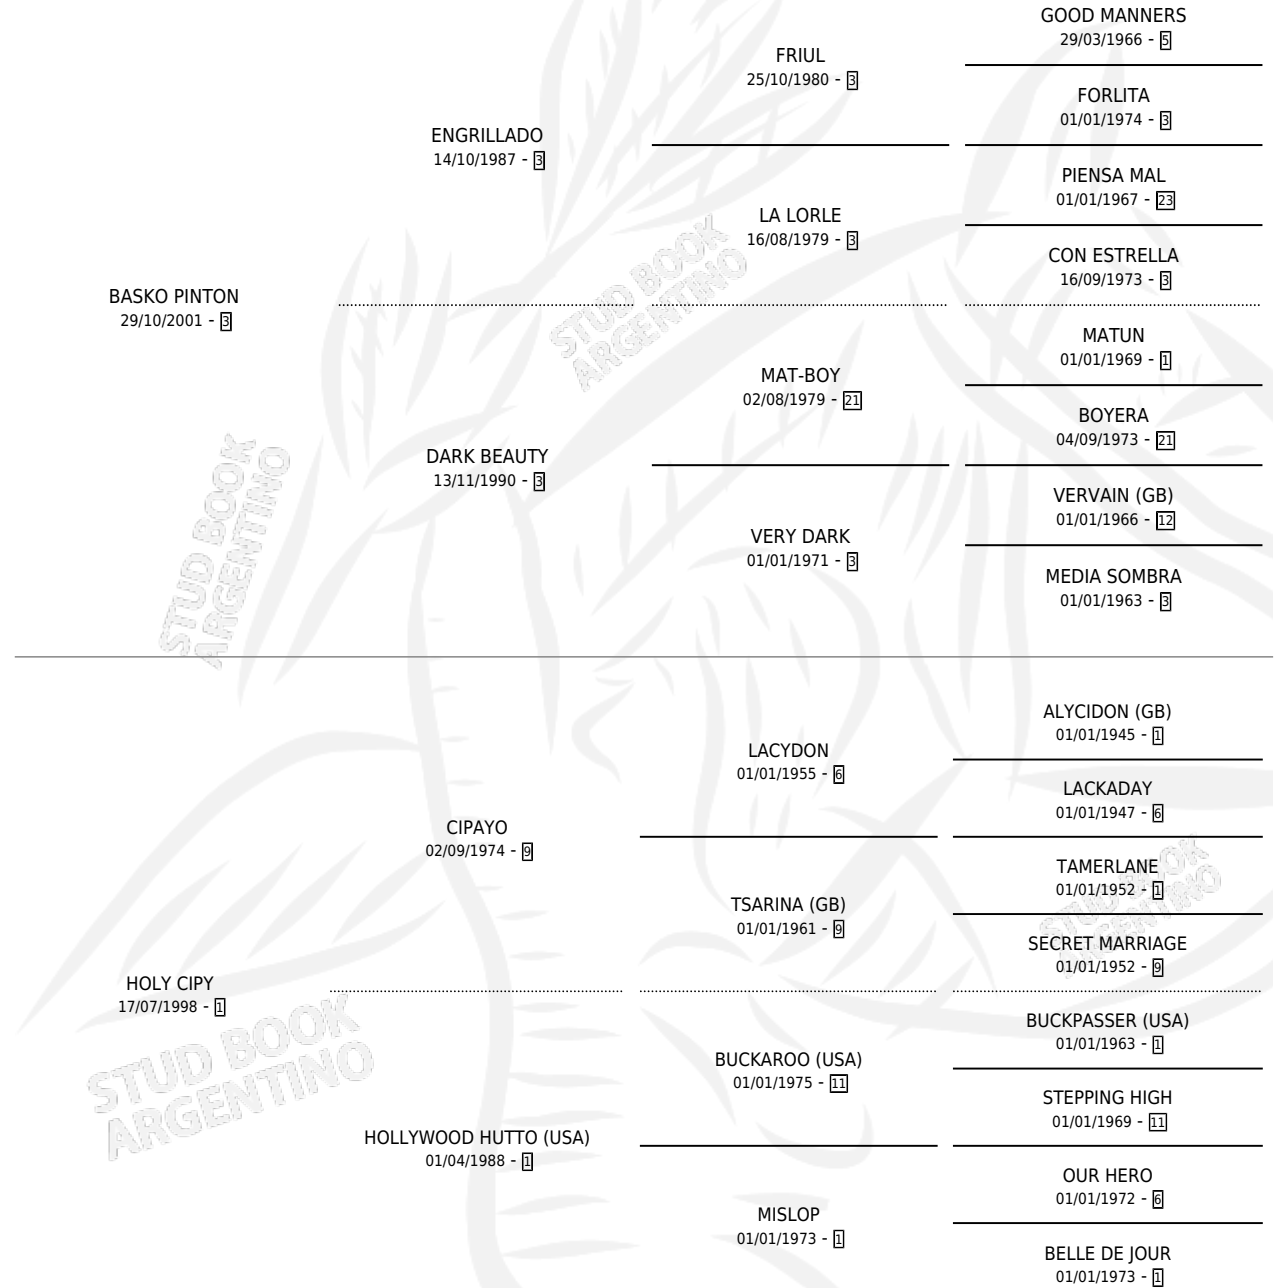 GOOD MANNERS
29/03/1966 - 5
FRIUL
25/10/1980 - 3
FORLITA
01/01/1974 - 3
ENGRILLADO
14/10/1987 - 3
PIENSA MAL
01/01/1967 - 23
LA LORLE
16/08/1979 - 3
CON ESTRELLA
16/09/1973 - 3
BASKO PINTON
29/10/2001 - 3
MATUN
01/01/1969 - 1
MAT-BOY
02/08/1979 - 21
BOYERA
04/09/1973 - 21
DARK BEAUTY
13/11/1990 - 3
VERVAIN (GB)
01/01/1966 - 12
VERY DARK
01/01/1971 - 3
MEDIA SOMBRA
01/01/1963 - 3
ALYCIDON (GB)
01/01/1945 - 1
LACYDON
01/01/1955 - 6
LACKADAY
01/01/1947 - 6
CIPAYO
02/09/1974 - 9
TAMERLANE
01/01/1952 - 1
TSARINA (GB)
01/01/1961 - 9
SECRET MARRIAGE
01/01/1952 - 9
HOLY CIPY
17/07/1998 - 1
BUCKPASSER (USA)
01/01/1963 - 1
BUCKAROO (USA)
01/01/1975 - 11
STEPPING HIGH
01/01/1969 - 11
HOLLYWOOD HUTTO (USA)
01/04/1988 - 1
OUR HERO
01/01/1972 - 6
MISLOP
01/01/1973 - 1
BELLE DE JOUR
01/01/1973 - 1
STUD BOOK
ARGENTINO
STUD BOOK
ARGENTINO
STUD BOOK
ARGENTINO
STUD BOOK
ARGENTINO